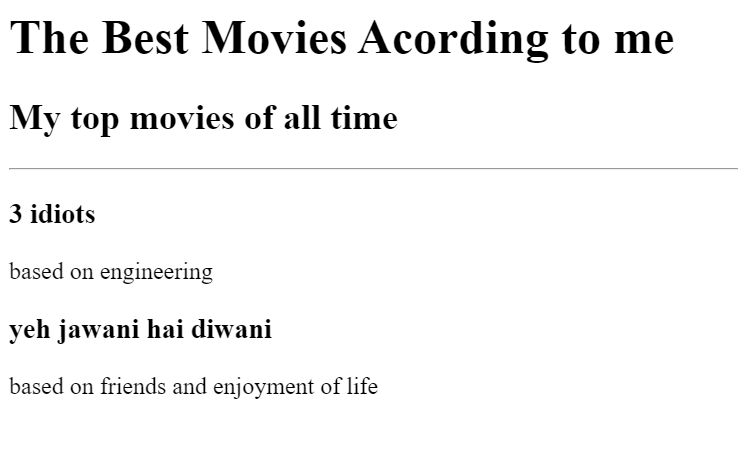 The Best Movies Acording to me
My top movies of all time
3 idiots
based on engineering
yeh jawani hai diwani
based on friends and enjoyment of life